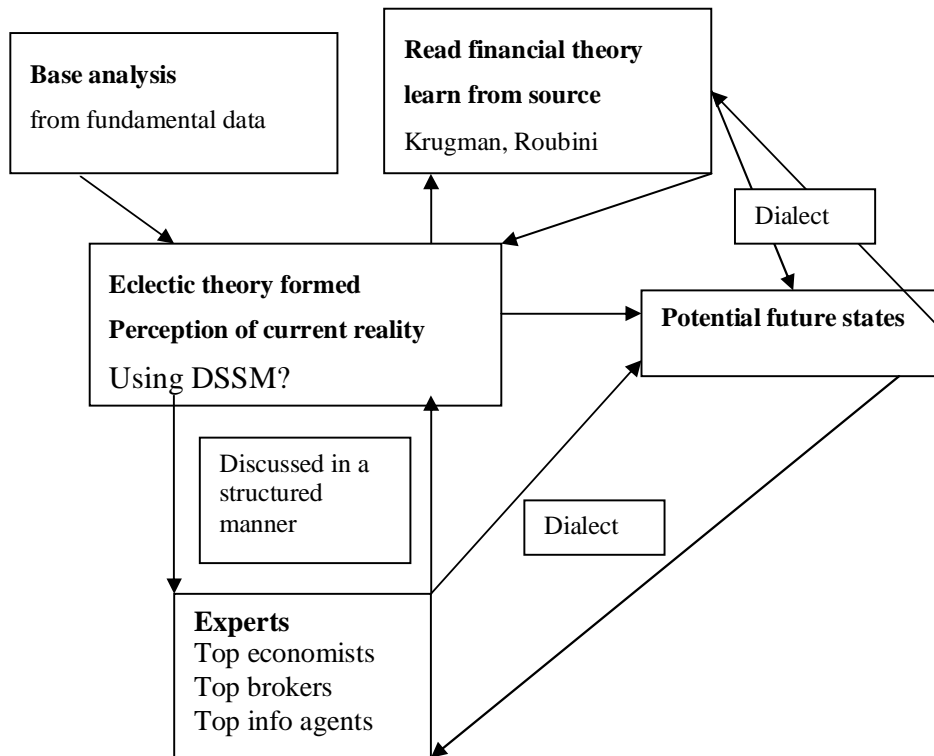 Base analysis
from fundamental data
Read financial theory
learn from source
Krugman, Roubini
Dialect
Eclectic theory formed
Perception of current reality
Using DSSM?
Potential future states
Discussed in a
structured
manner
Dialect
Experts
Top economists
Top brokers
Top info agents